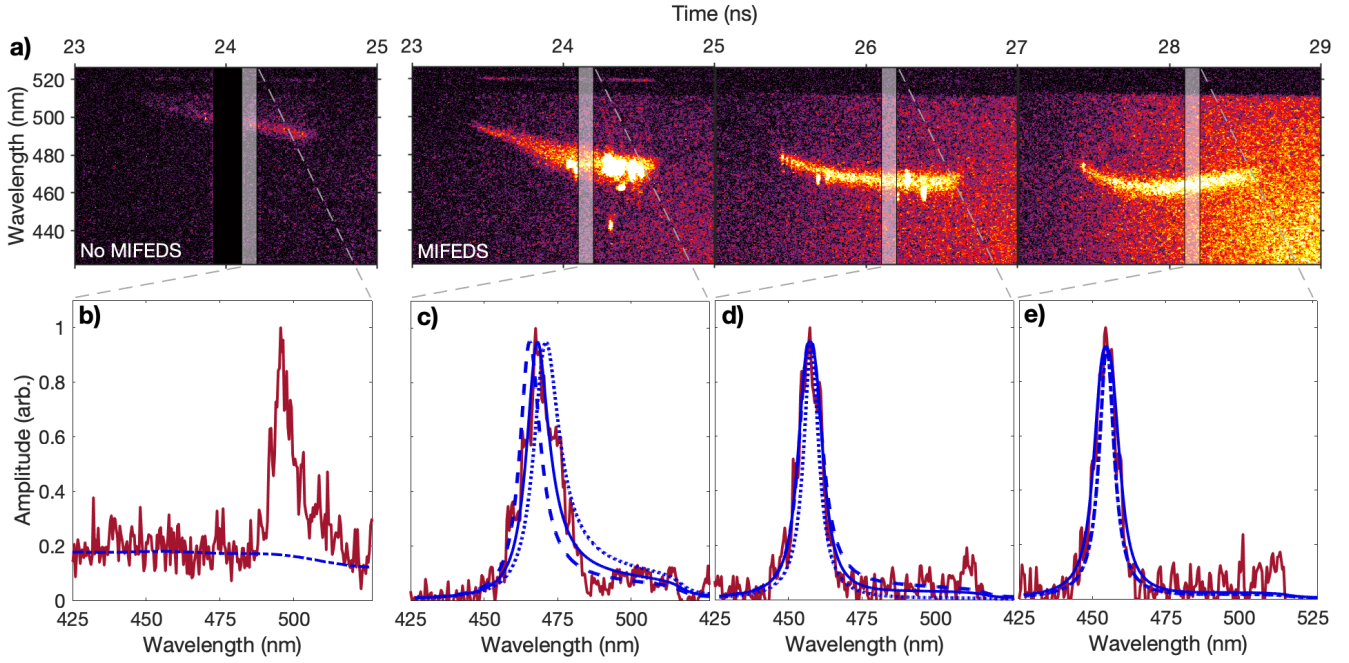 Time (ns)
a)
23 24 25 23 24 25 26 27 28 29
Wavelength (nm)
520
500
480
460
440
No MIFEDS
MIFEDS
b)
c)
d)
e)
Amplitude (arb.)
1
0.8
0.6
0.4
0.2
0
425 450 475 500 425 450 475 500 425 450 475 500 425 450 475 500 525
Wavelength (nm) Wavelength (nm) Wavelength (nm) Wavelength (nm)